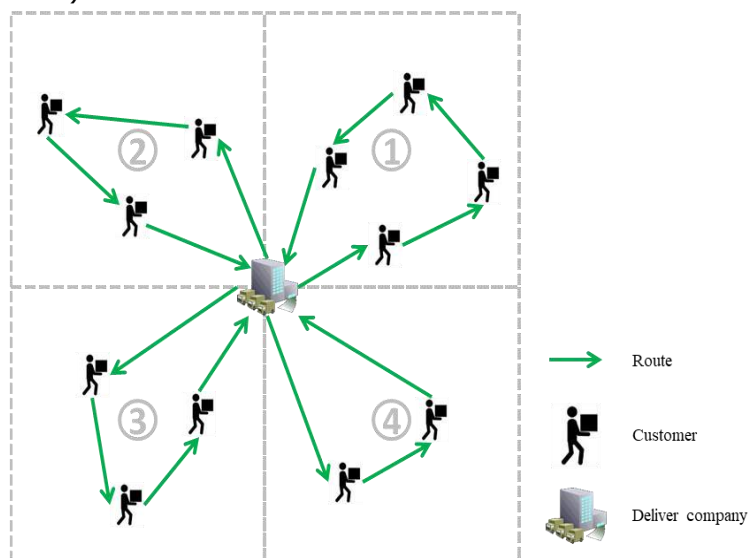 ②
①
③
④
Route
Customer
Deliver company